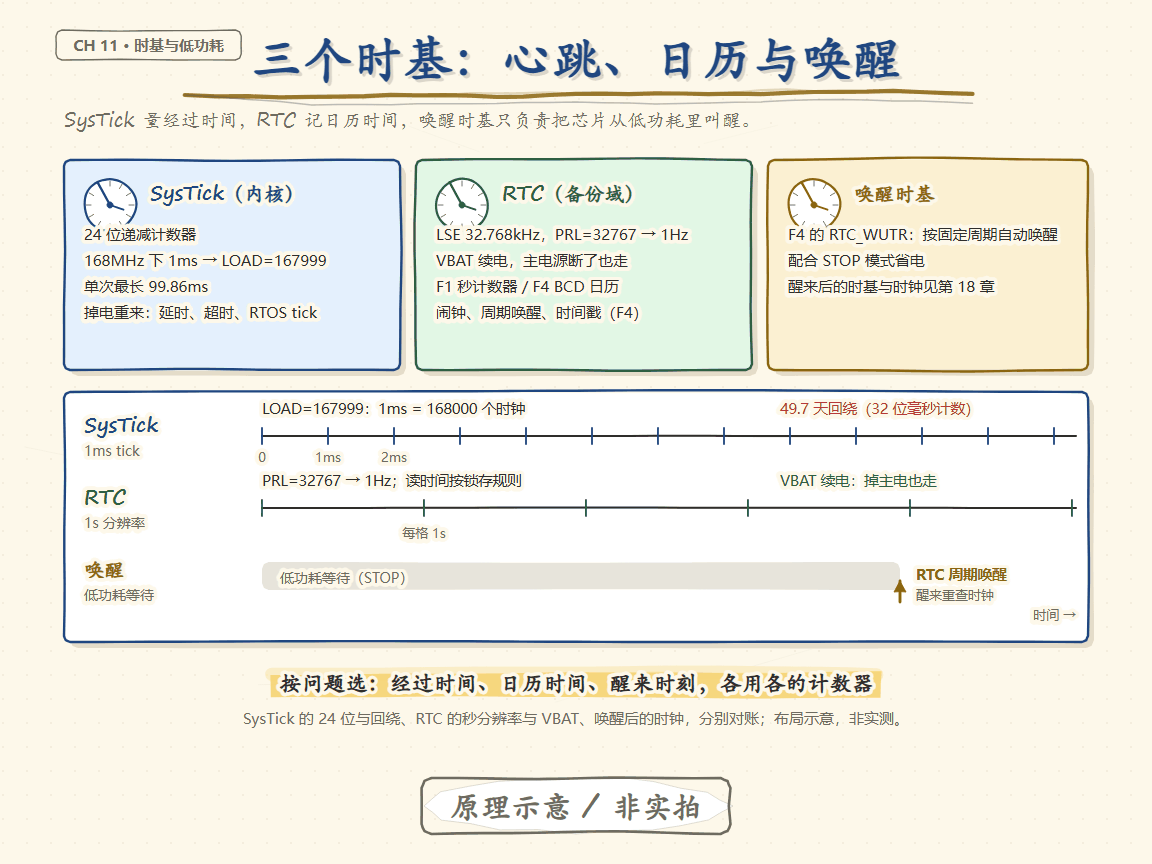 CH 11 · 时基与低功耗
三个时基：心跳、日历与唤醒
SysTick 量经过时间，RTC 记日历时间，唤醒时基只负责把芯片从低功耗里叫醒。
SysTick（内核）
24 位递减计数器
168MHz 下 1ms → LOAD=167999
单次最长 99.86ms
掉电重来：延时、超时、RTOS tick
RTC（备份域）
LSE 32.768kHz，PRL=32767 → 1Hz
VBAT 续电，主电源断了也走
F1 秒计数器 / F4 BCD 日历
闹钟、周期唤醒、时间戳（F4）
唤醒时基
F4 的 RTC_WUTR：按固定周期自动唤醒
配合 STOP 模式省电
醒来后的时基与时钟见第 18 章
SysTick
1ms tick
LOAD=167999：1ms = 168000 个时钟
49.7 天回绕（32 位毫秒计数）
0 1ms 2ms
RTC
1s 分辨率
PRL=32767 → 1Hz；读时间按锁存规则
VBAT 续电：掉主电也走
每格 1s
唤醒
低功耗等待
低功耗等待（STOP）
RTC 周期唤醒
醒来重查时钟
时间 →
按问题选：经过时间、日历时间、醒来时刻，各用各的计数器
SysTick 的 24 位与回绕、RTC 的秒分辨率与 VBAT、唤醒后的时钟，分别对账；布局示意，非实测。
原理示意 / 非实拍